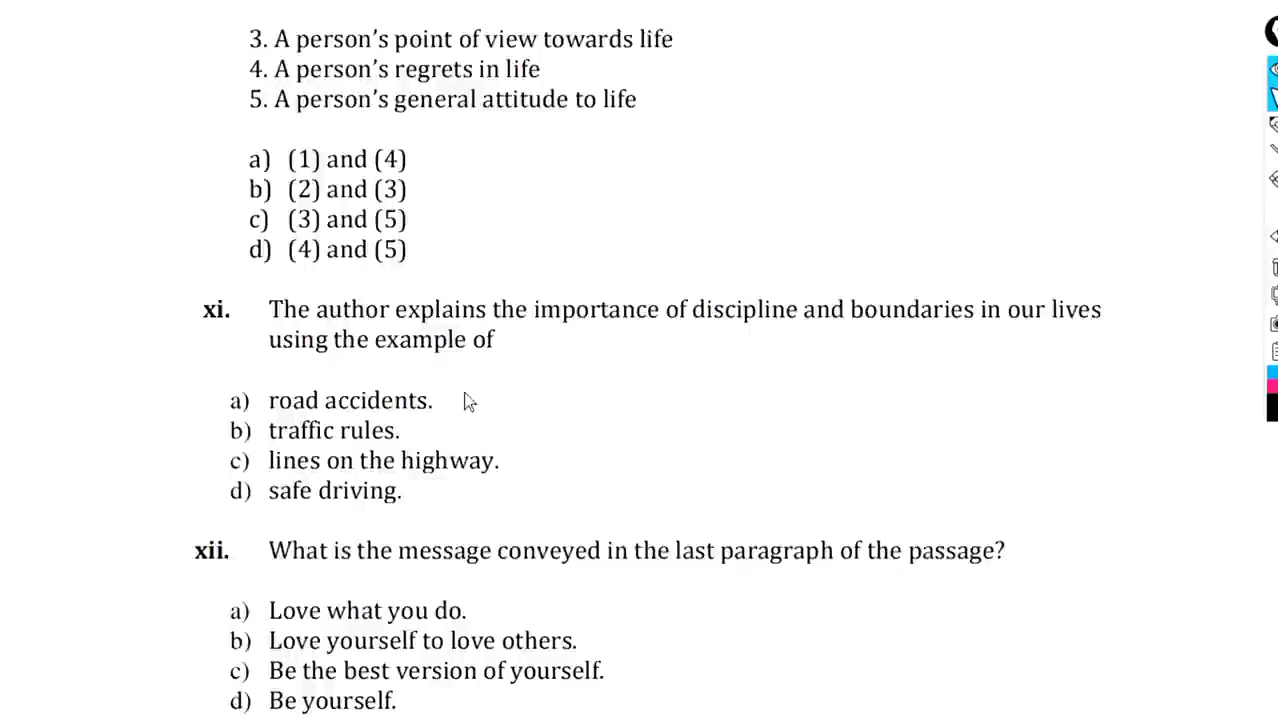 3. A person’s point of view towards life
4. A person’s regrets in life
5. A person’s general attitude to life
a) (1) and (4)
b) (2) and (3)
c) (3) and (5)
d) (4) and (5)
xi. The author explains the importance of discipline and boundaries in our lives
using the example of
a) road accidents.
b) traffic rules.
c) lines on the highway.
d) safe driving.
xii. What is the message conveyed in the last paragraph of the passage?
a) Love what you do.
b) Love yourself to love others.
c) Be the best version of yourself.
d) Be yourself.